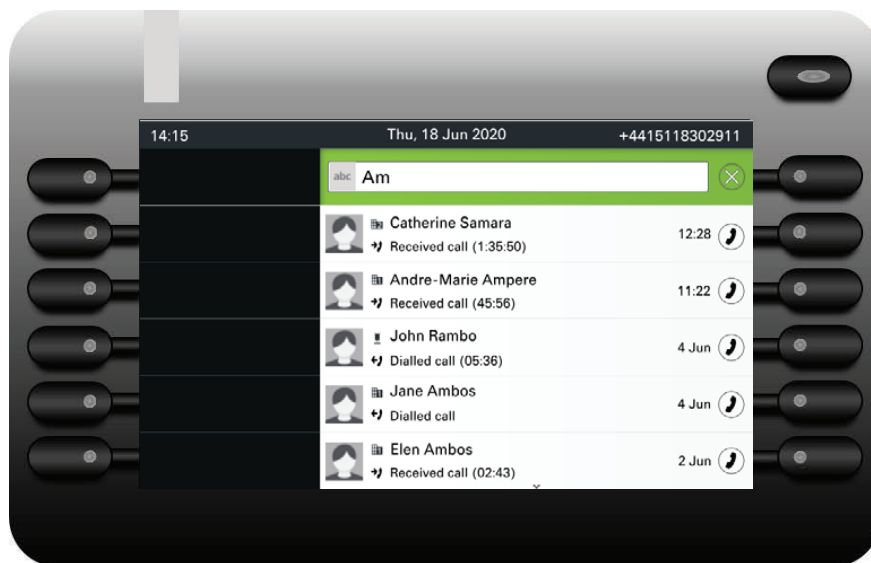 14:15 Thu, 18 Jun 2020 +4415118302911
abc Am
Catherine Samara
12:28
Received call (1:35:50)
Andre-Marie Ampere
11:22
Received call (45:56)
John Rambo
4 Jun
Dialled call (05:36)
Jane Ambos
4 Jun
Dialled call
Elen Ambos
2 Jun
Received call (02:43)